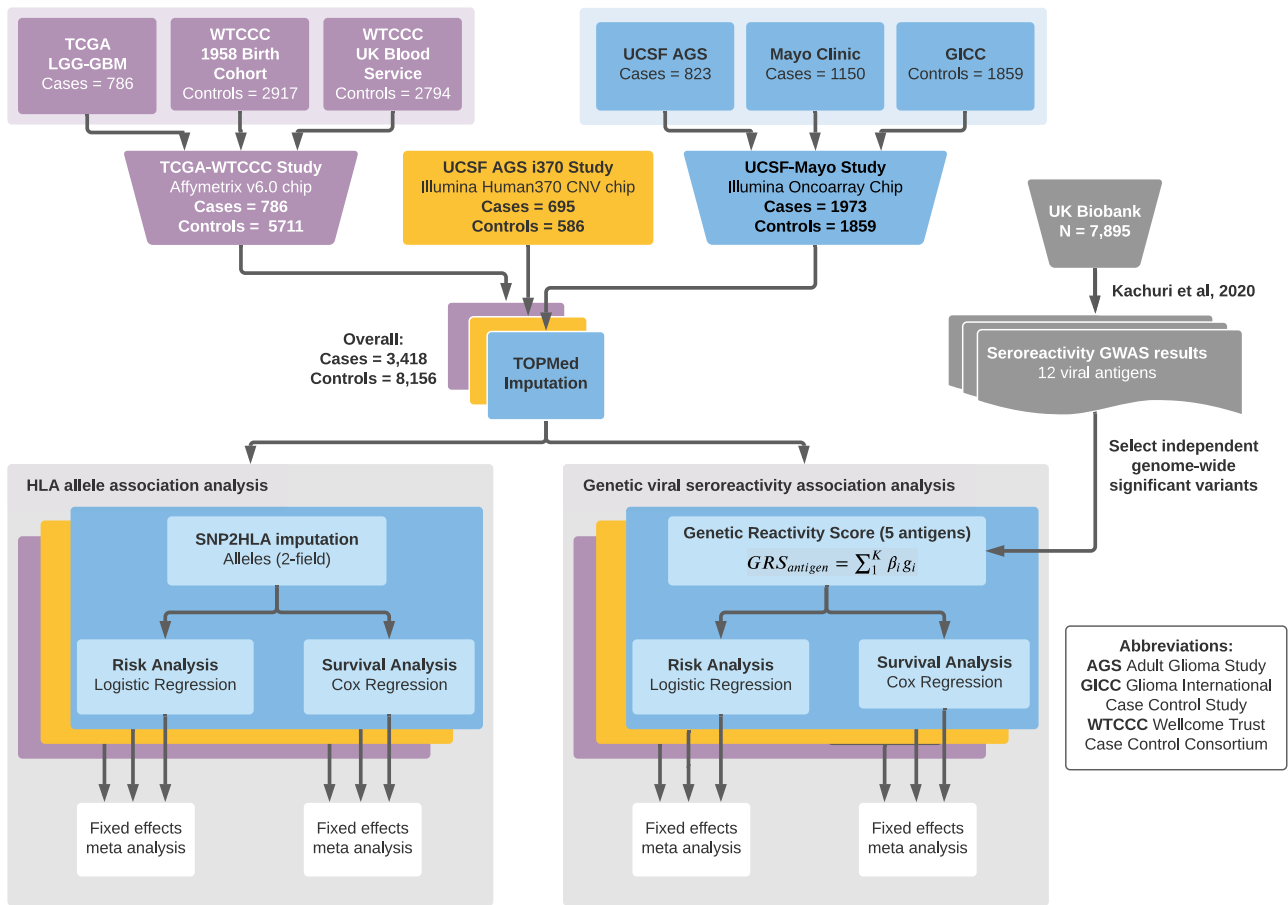 TCGA
LGG-GBM
Cases = 786
WTCCC
1958 Birth
Cohort
Controls = 2917
WTCCC
UK Blood
Service
Controls = 2794
UCSF AGS
Cases = 823
Mayo Clinic
Cases = 1150
GICC
Controls = 1859
TCGA-WTCCC Study
Affymetrix v6.0 chip
Cases = 786
Controls =  5711
UCSF AGS i370 Study
Illumina Human370 CNV chip
Cases = 695
Controls = 586
UCSF-Mayo Study
Illumina Oncoarray Chip
Cases = 1973
Controls = 1859
UK Biobank
N = 7,895
Kachuri et al, 2020
Overall:
Cases = 3,418
Controls = 8,156
TOPMed
Imputation
Seroreactivity GWAS results
12 viral antigens
Select independent
genome-wide
significant variants
HLA allele association analysis
SNP2HLA imputation
Alleles (2-field)
Risk Analysis
Logistic Regression
Survival Analysis
Cox Regression
Fixed effects
meta analysis
Fixed effects
meta analysis
Genetic viral seroreactivity association analysis
Genetic Reactivity Score (5 antigens)
GRS_antigen = ∑_1^K β_i g_i
Risk Analysis
Logistic Regression
Survival Analysis
Cox Regression
Fixed effects
meta analysis
Fixed effects
meta analysis
Abbreviations:
AGS Adult Glioma Study
GICC Glioma International
Case Control Study
WTCCC Wellcome Trust
Case Control Consortium